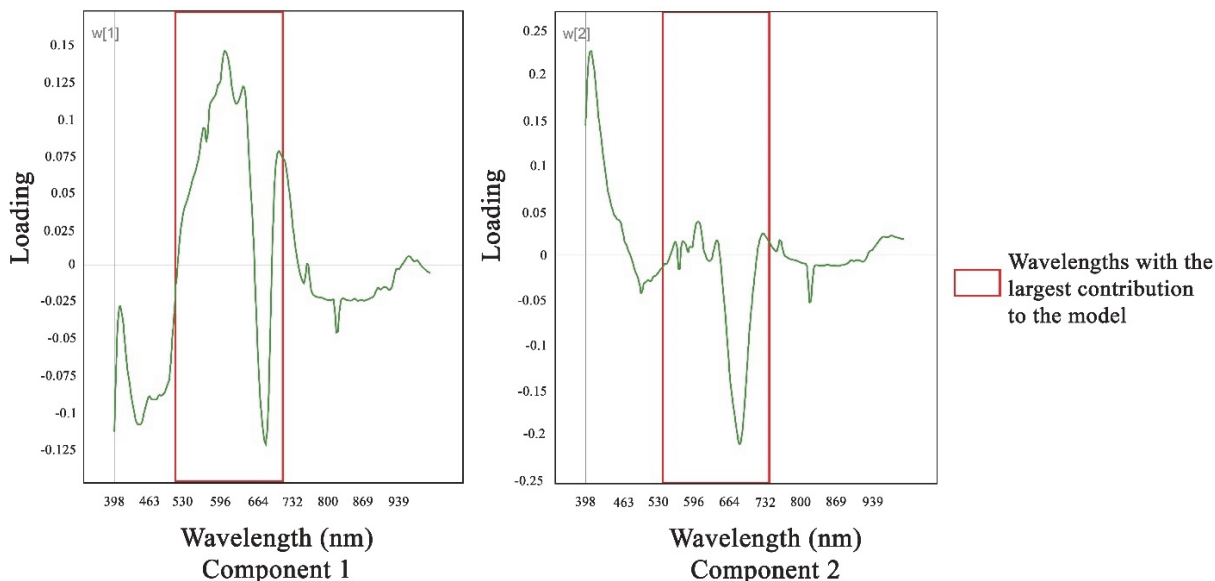 w[1]
0.15
0.125
0.1
0.075
0.05
0.025
0
-0.025
-0.05
-0.075
-0.1
-0.125
Loading
398 463 530 596 664 732 800 869 939
Wavelength (nm)
Component 1
w[2]
0.25
0.2
0.15
0.1
0.05
0
-0.05
-0.1
-0.15
-0.2
-0.25
Loading
398 463 530 596 664 732 800 869 939
Wavelength (nm)
Component 2
Wavelengths with the
largest contribution
to the model